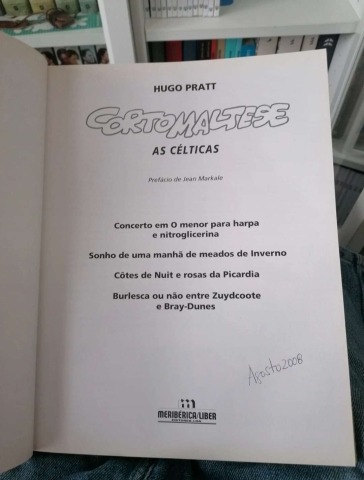 HUGO PRATT
CORTO MALTESE
AS CÉLTICAS
Prefácio de Jean Markale
Concerto em O menor para harpa
e nitroglicerina
Sonho de uma manhã de meados de Inverno
Côtes de Nuit e rosas da Picardia
Burlesca ou não entre Zuydcoote
e Bray-Dunes
Agosto 2008
m
MERIBÉRICA/LIBER